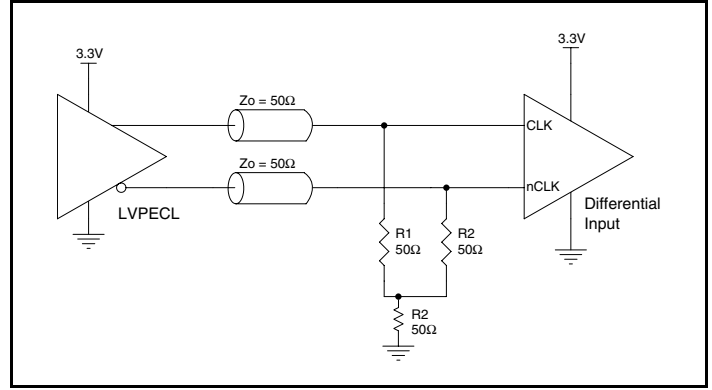 3.3V
3.3V
Zo = 50Ω
CLK
Zo = 50Ω
nCLK
LVPECL
Differential
Input
R1
50Ω
R2
50Ω
R2
50Ω